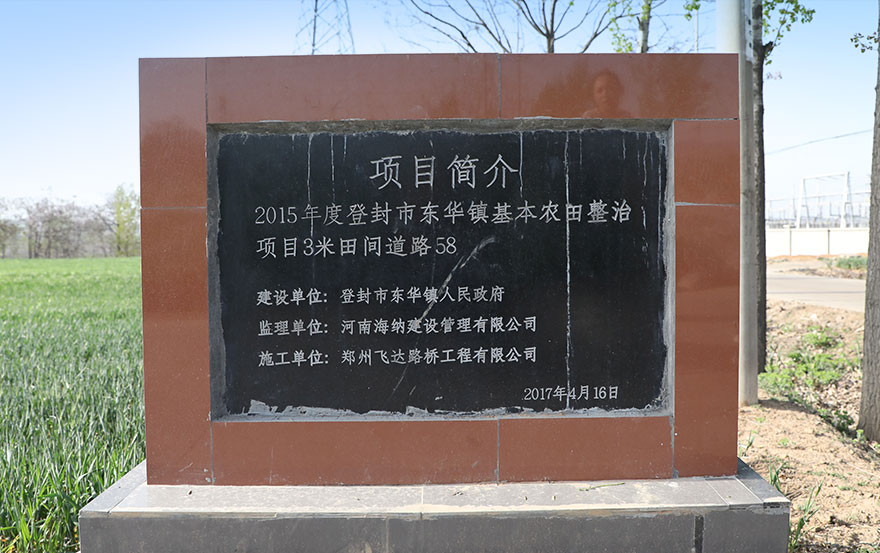 项目简介
2015年度登封市东华镇基本农田整治
项目3米田间道路58
建设单位：登封市东华镇人民政府
监理单位：河南海纳建设管理有限公司
施工单位：郑州飞达路桥工程有限公司
2017年4月16日